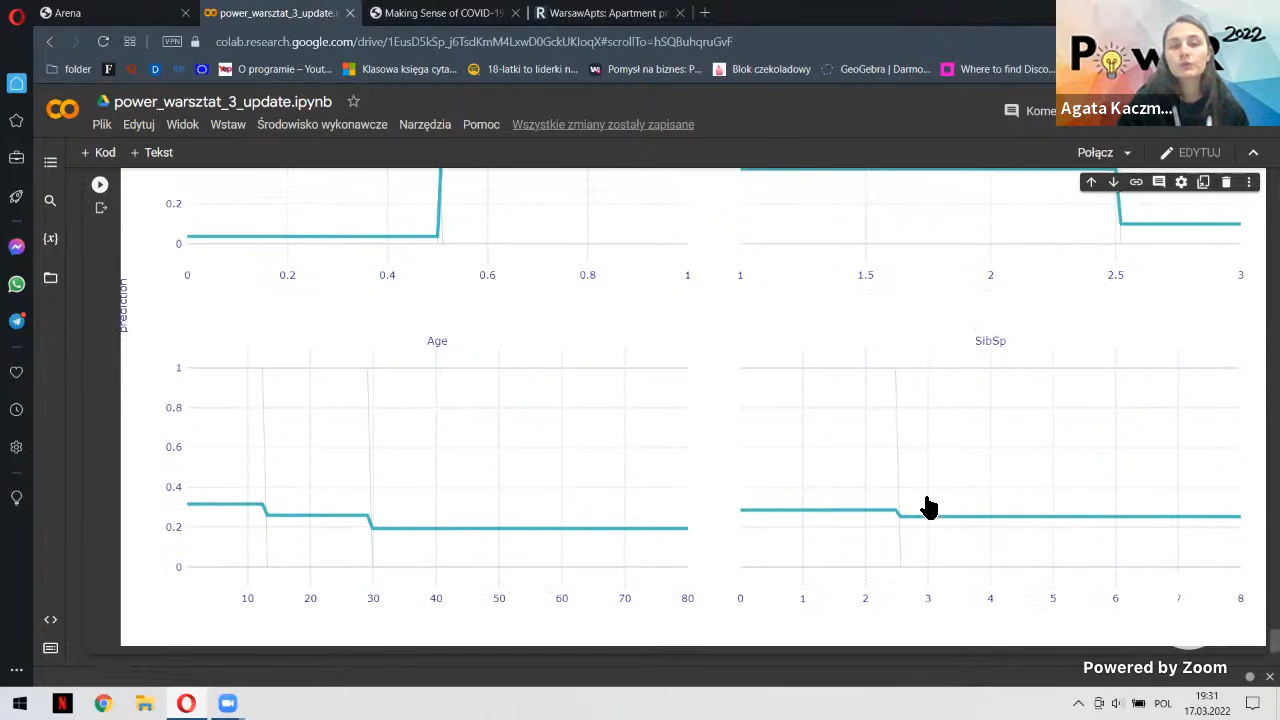 Arena
power_warsztat_3_update.ipynb
Making Sense of COVID-19
R WarsawApts: Apartment pr
VPN
colab.research.google.com/drive/1EusD5kSp_j6TsdKmM4LxwD0GckUKIoqX#scrollTo=hSQBuhqruGvF
folder
O programie – Yout...
Klasowa księga cyta...
18-latki to liderki n...
Pomysł na biznes: P...
Blok czekoladowy
GeoGebra | Darmo...
Where to find Disco...
2022
Agata Kaczm...
power_warsztat_3_update.ipynb
Plik Edytuj Widok Wstaw Środowisko wykonawcze Narzędzia Pomoc Wszystkie zmiany zostały zapisane
Kome
+ Kod + Tekst
Połącz
EDYTUJ
0.2
0
0 0.2 0.4 0.6 0.8 1
1 1.5 2 2.5 3
prediction
Age
SibSp
1
0.8
0.6
0.4
0.2
0
10 20 30 40 50 60 70 80
0 1 2 3 4 5 6 7 8
Powered by Zoom
POL
19:31
17.03.2022